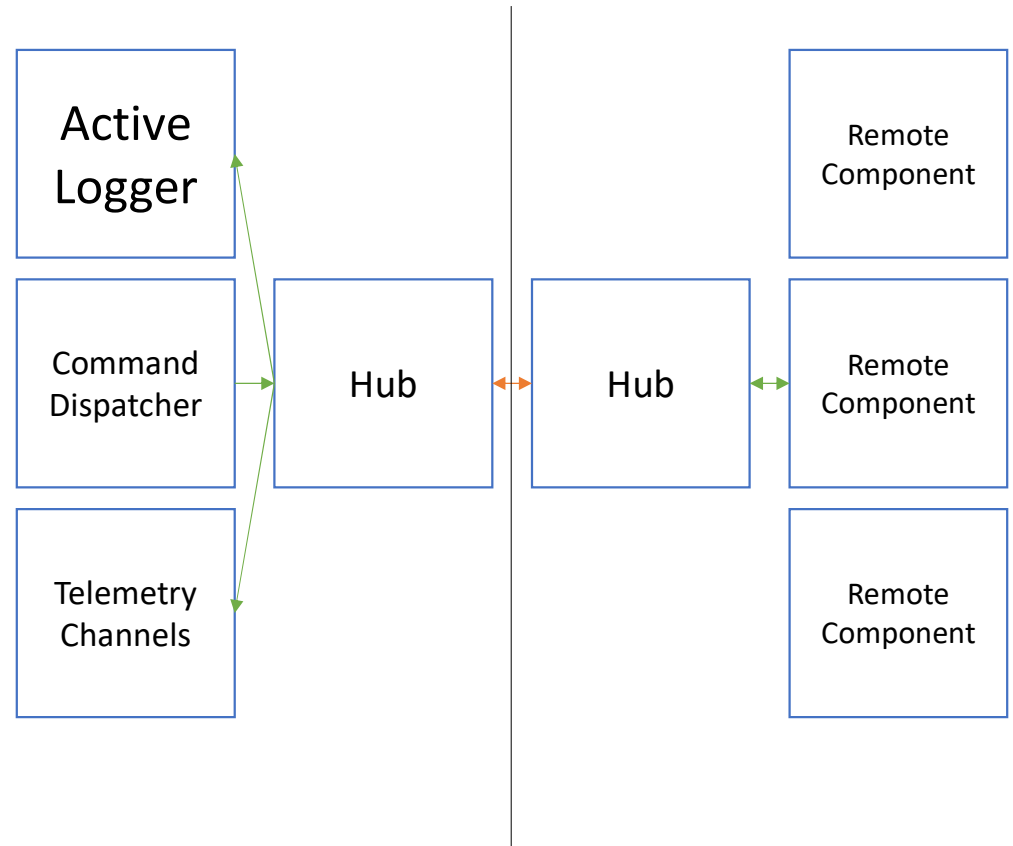 Active
Logger
Command
Dispatcher
Telemetry
Channels
Hub
Hub
Remote
Component
Remote
Component
Remote
Component